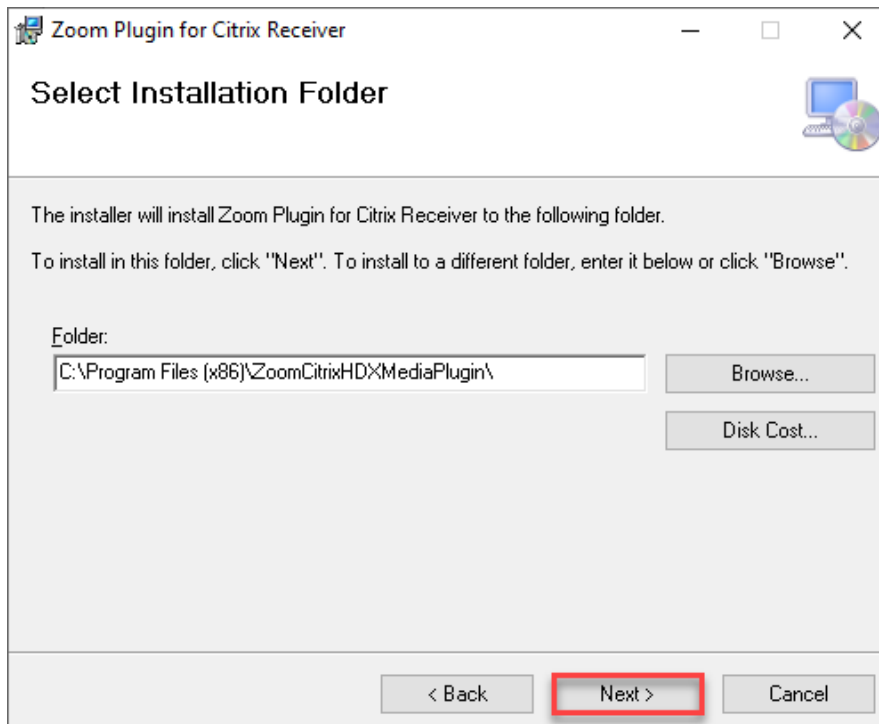 Zoom Plugin for Citrix Receiver
Select Installation Folder
The installer will install Zoom Plugin for Citrix Receiver to the following folder.
To install in this folder, click "Next". To install to a different folder, enter it below or click "Browse".
Folder:
C:\Program Files (x86)\ZoomCitrixHDXMediaPlugin\
Browse...
Disk Cost...
< Back
Next >
Cancel